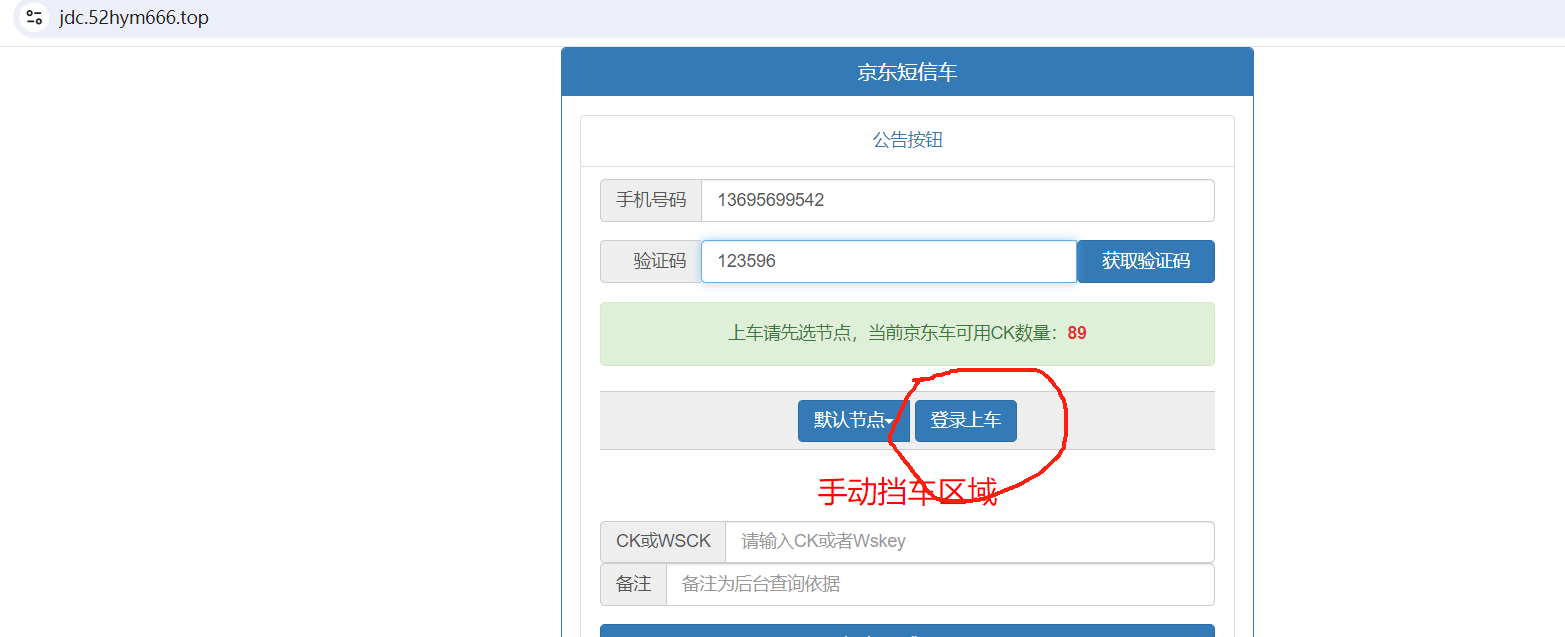 jdc.52hym666.top
京东短信车
公告按钮
手机号码 13695699542
验证码 123596 获取验证码
上车请先选节点，当前京东车可用CK数量：89
默认节点 登录上车
手动挡车区域
CK或WSCK 请输入CK或者Wskey
备注 备注为后台查询依据